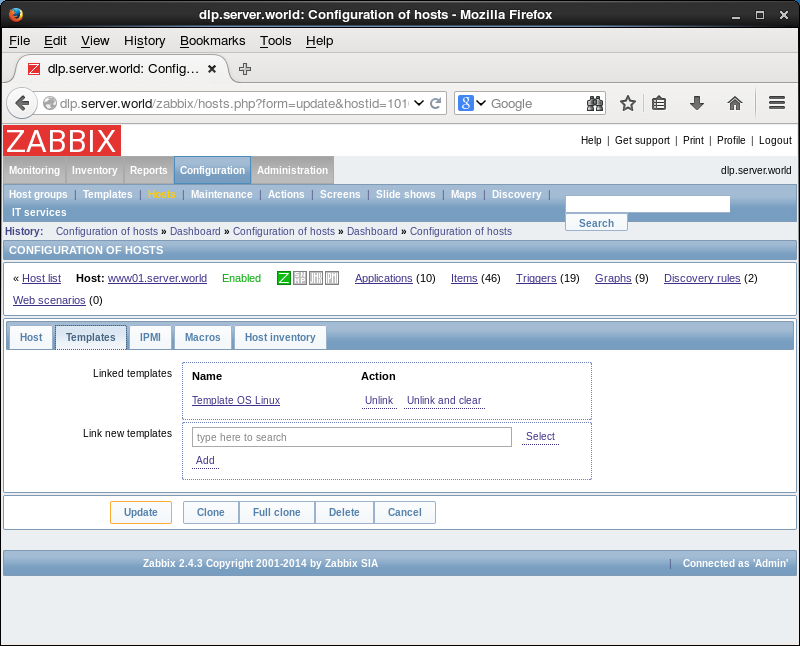 dlp.server.world: Configuration of hosts - Mozilla Firefox
File Edit View History Bookmarks Tools Help
dlp.server.world: Config...
dlp.server.world/zabbix/hosts.php?form=update&hostid=101
Google
ZABBIX
Help | Get support | Print | Profile | Logout
Monitoring Inventory Reports Configuration Administration
dlp.server.world
Host groups | Templates | Hosts | Maintenance | Actions | Screens | Slide shows | Maps | Discovery |
IT services
Search
History: Configuration of hosts » Dashboard » Configuration of hosts » Dashboard » Configuration of hosts
CONFIGURATION OF HOSTS
« Host list Host: www01.server.world Enabled Z Applications (10) Items (46) Triggers (19) Graphs (9) Discovery rules (2)
Web scenarios (0)
Host Templates IPMI Macros Host inventory
Linked templates
Name Action
Template OS Linux Unlink Unlink and clear
Link new templates
type here to search Select
Add
Update Clone Full clone Delete Cancel
Zabbix 2.4.3 Copyright 2001-2014 by Zabbix SIA
| Connected as 'Admin'